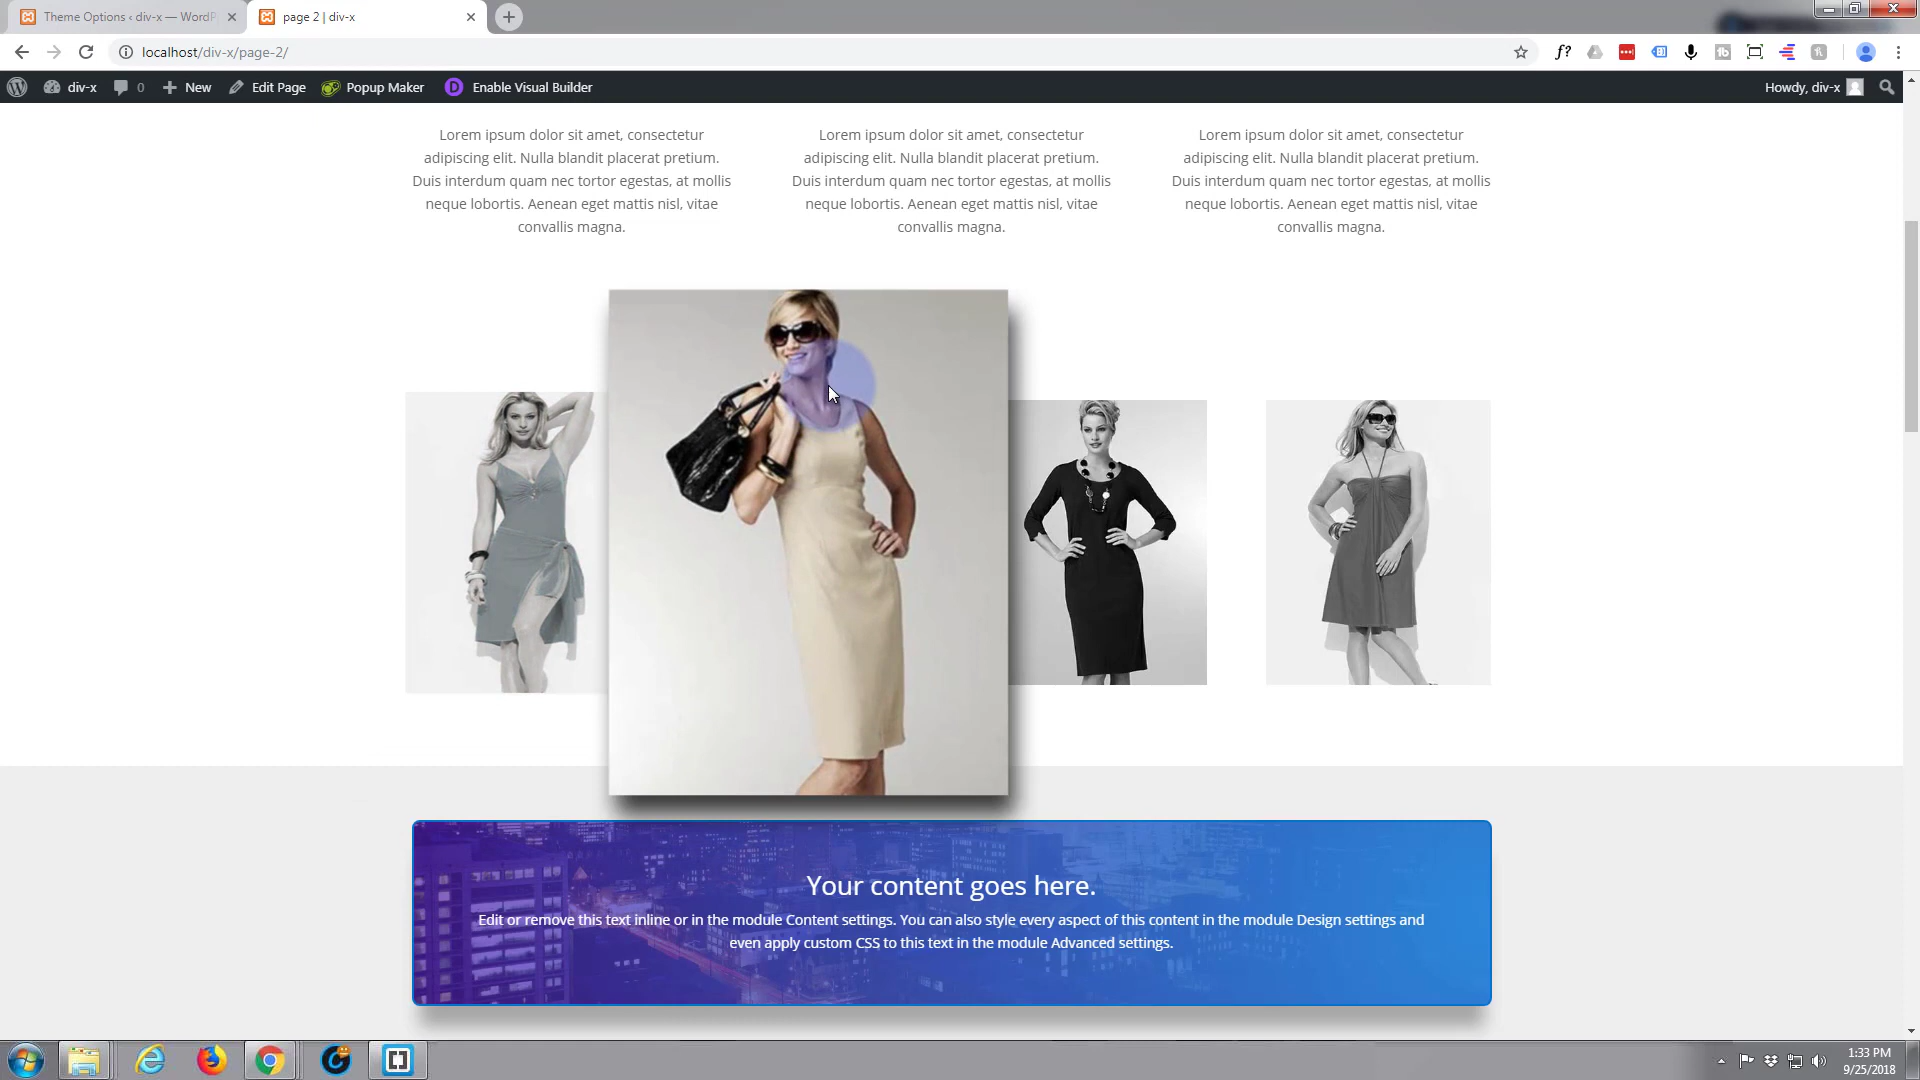 Theme Options ‹ div-x — WordP
page 2 | div-x
localhost/div-x/page-2/
f?
div-x
0
New
Edit Page
Popup Maker
D
Enable Visual Builder
Howdy, div-x
Lorem ipsum dolor sit amet, consectetur
adipiscing elit. Nulla blandit placerat pretium.
Duis interdum quam nec tortor egestas, at mollis
neque lobortis. Aenean eget mattis nisl, vitae
convallis magna.
Lorem ipsum dolor sit amet, consectetur
adipiscing elit. Nulla blandit placerat pretium.
Duis interdum quam nec tortor egestas, at mollis
neque lobortis. Aenean eget mattis nisl, vitae
convallis magna.
Lorem ipsum dolor sit amet, consectetur
adipiscing elit. Nulla blandit placerat pretium.
Duis interdum quam nec tortor egestas, at mollis
neque lobortis. Aenean eget mattis nisl, vitae
convallis magna.
Your content goes here.
Edit or remove this text inline or in the module Content settings. You can also style every aspect of this content in the module Design settings and
even apply custom CSS to this text in the module Advanced settings.
1:33 PM
9/25/2018